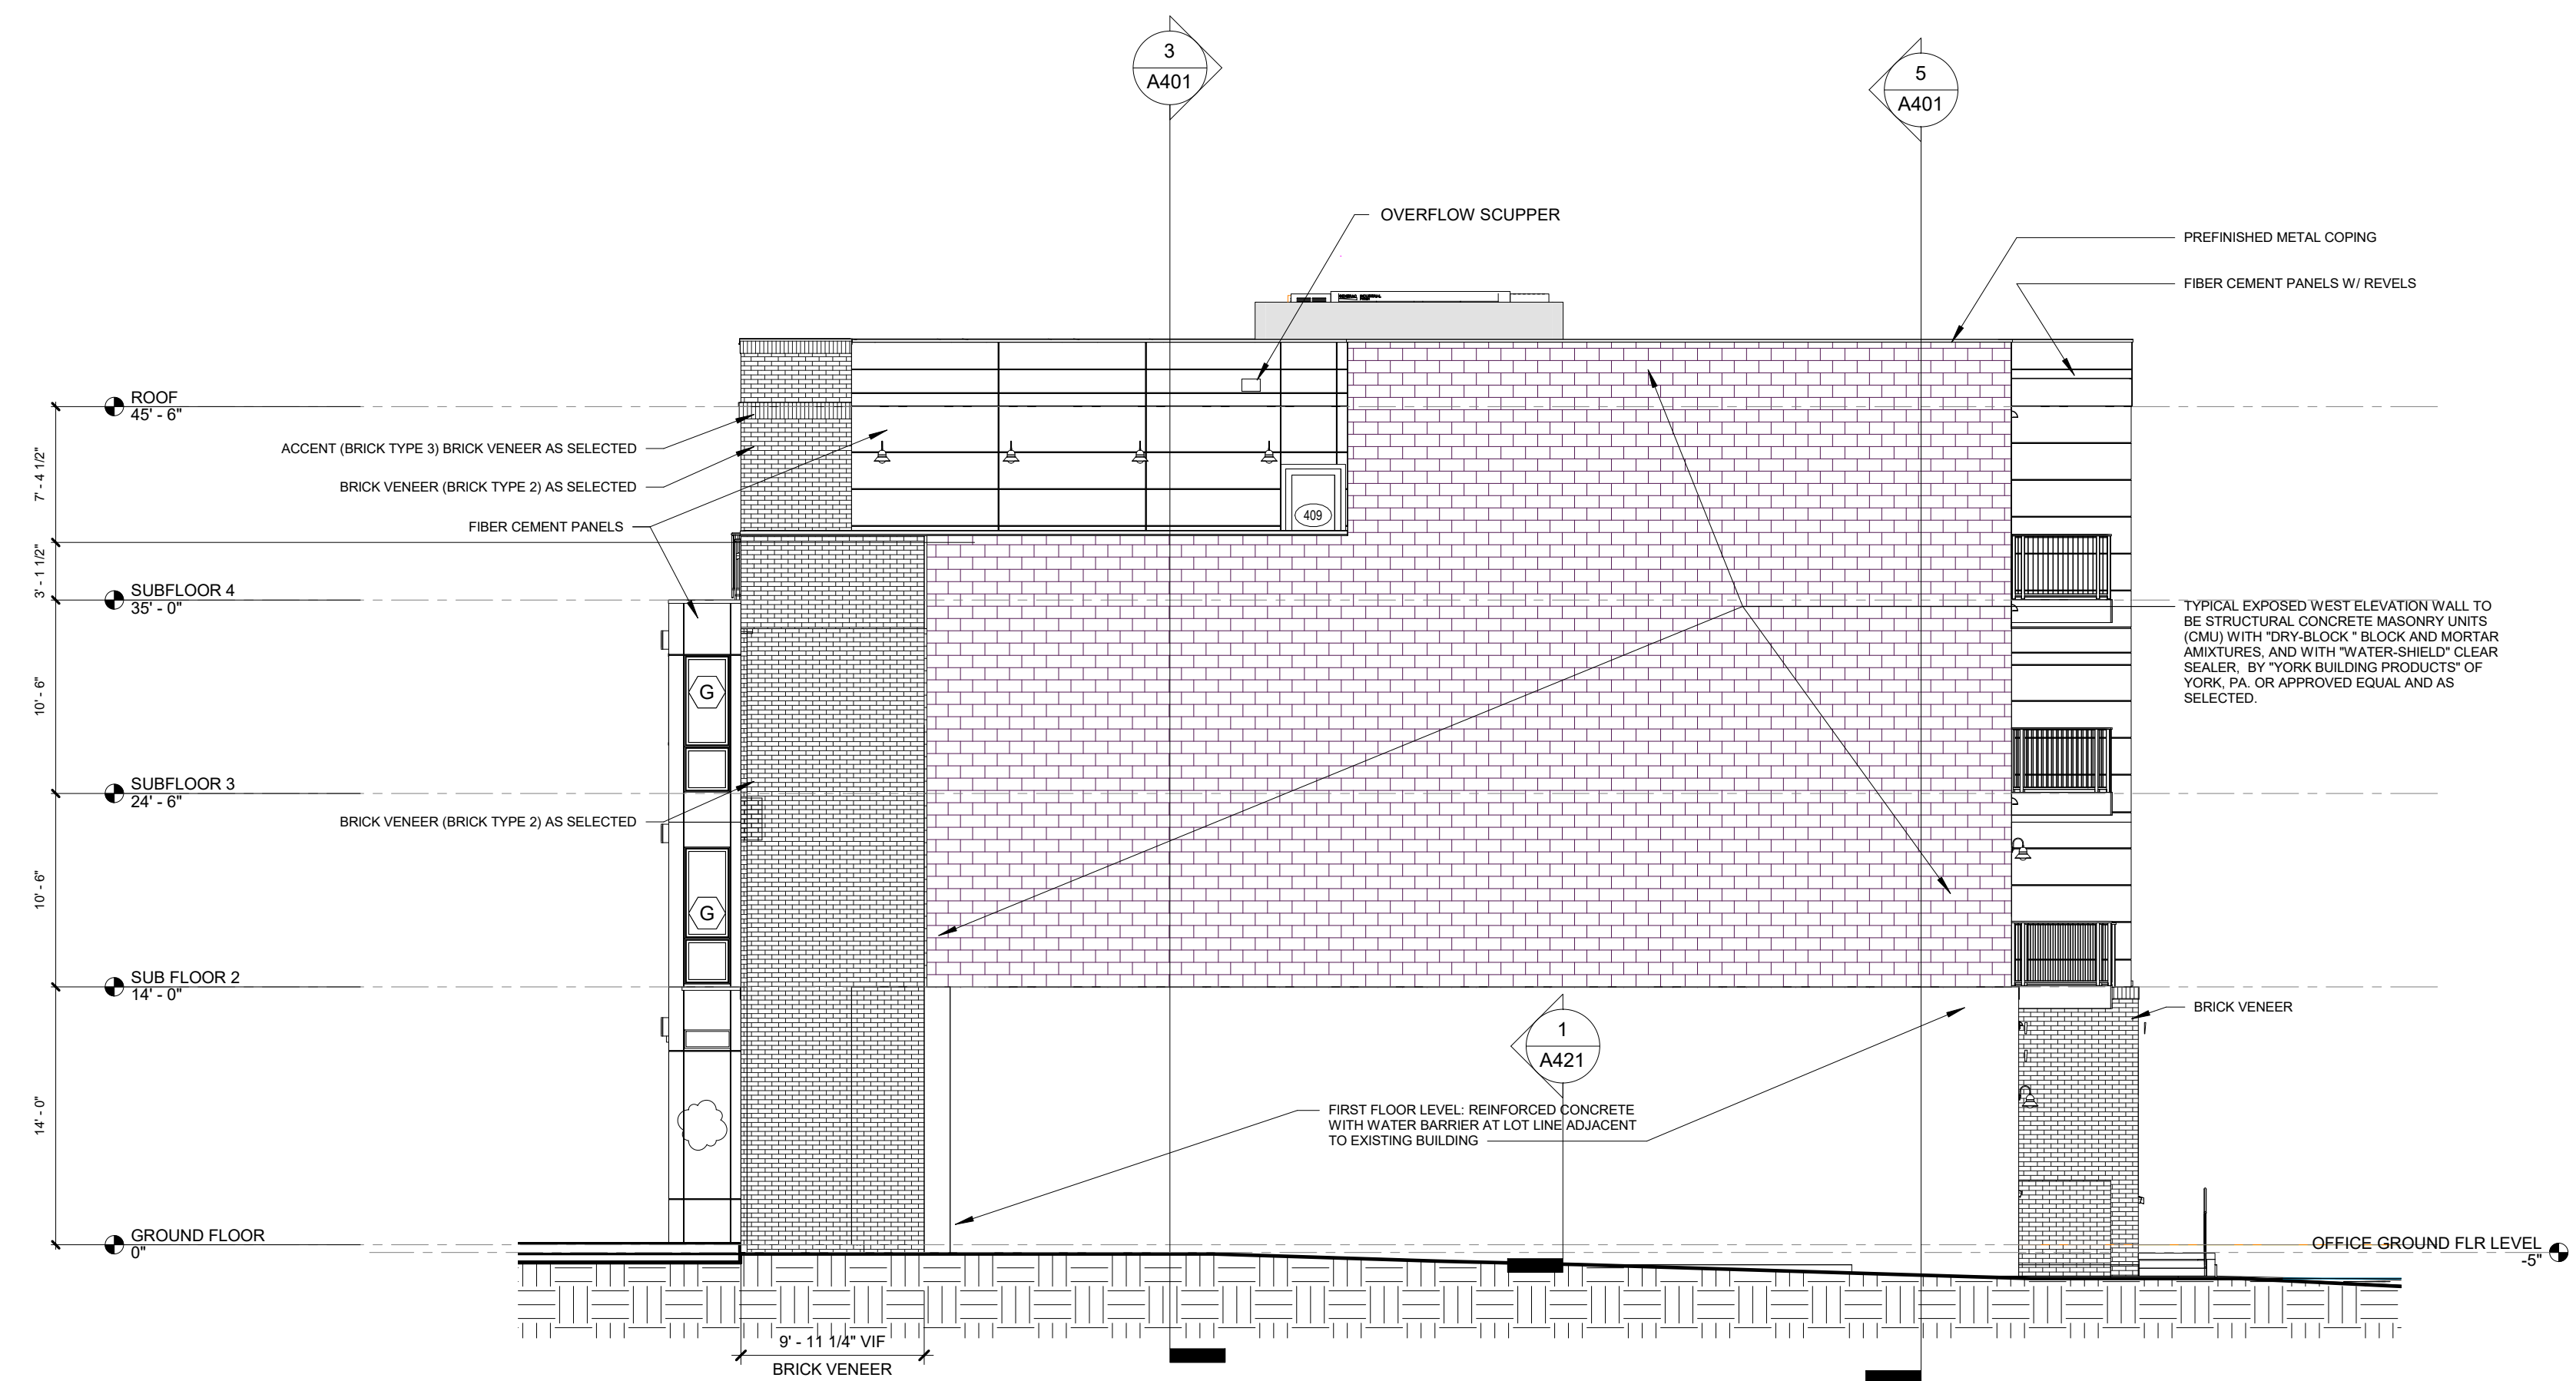 3
A401
5
A401
OVERFLOW SCUPPER
PREFINISHED METAL COPING
FIBER CEMENT PANELS W/ REVELS
ROOF
45' - 6"
7' - 4 1/2"
ACCENT (BRICK TYPE 3) BRICK VENEER AS SELECTED
BRICK VENEER (BRICK TYPE 2) AS SELECTED
FIBER CEMENT PANELS
409
3' - 1 1/2"
SUBFLOOR 4
35' - 0"
TYPICAL EXPOSED WEST ELEVATION WALL TO
BE STRUCTURAL CONCRETE MASONRY UNITS
(CMU) WITH "DRY-BLOCK " BLOCK AND MORTAR
AMIXTURES, AND WITH "WATER-SHIELD" CLEAR
SEALER,  BY "YORK BUILDING PRODUCTS" OF
YORK, PA. OR APPROVED EQUAL AND AS
SELECTED.
10' - 6"
G
SUBFLOOR 3
24' - 6"
BRICK VENEER (BRICK TYPE 2) AS SELECTED
10' - 6"
G
SUB FLOOR 2
14' - 0"
BRICK VENEER
1
A421
14' - 0"
FIRST FLOOR LEVEL: REINFORCED CONCRETE
WITH WATER BARRIER AT LOT LINE ADJACENT
TO EXISTING BUILDING
GROUND FLOOR
0"
OFFICE GROUND FLR LEVEL
-5"
9' - 11 1/4" VIF
BRICK VENEER